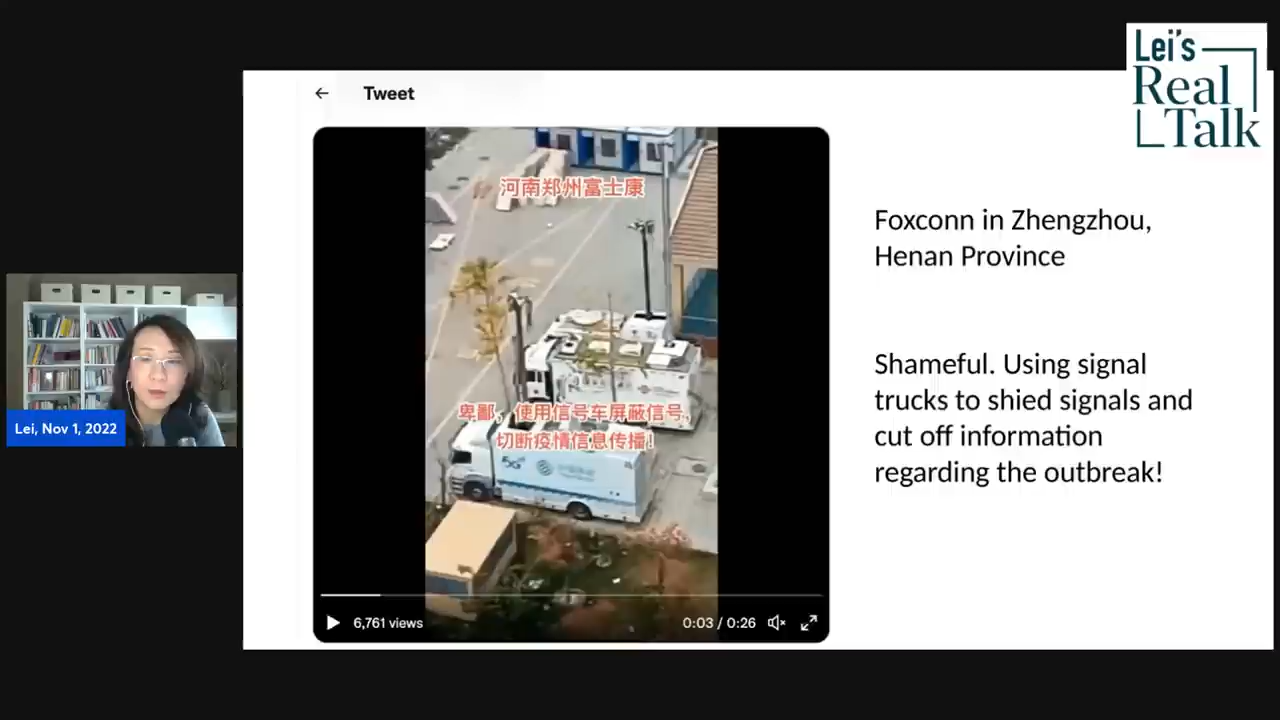 Lei's
Real
Talk
Tweet
河南郑州富士康
卑鄙，使用信号车屏蔽信号，
切断疫情信息传播！
5G
6,761 views
0:03 / 0:26
Foxconn in Zhengzhou,
Henan Province
Shameful. Using signal
trucks to shied signals and
cut off information
regarding the outbreak!
Lei, Nov 1, 2022